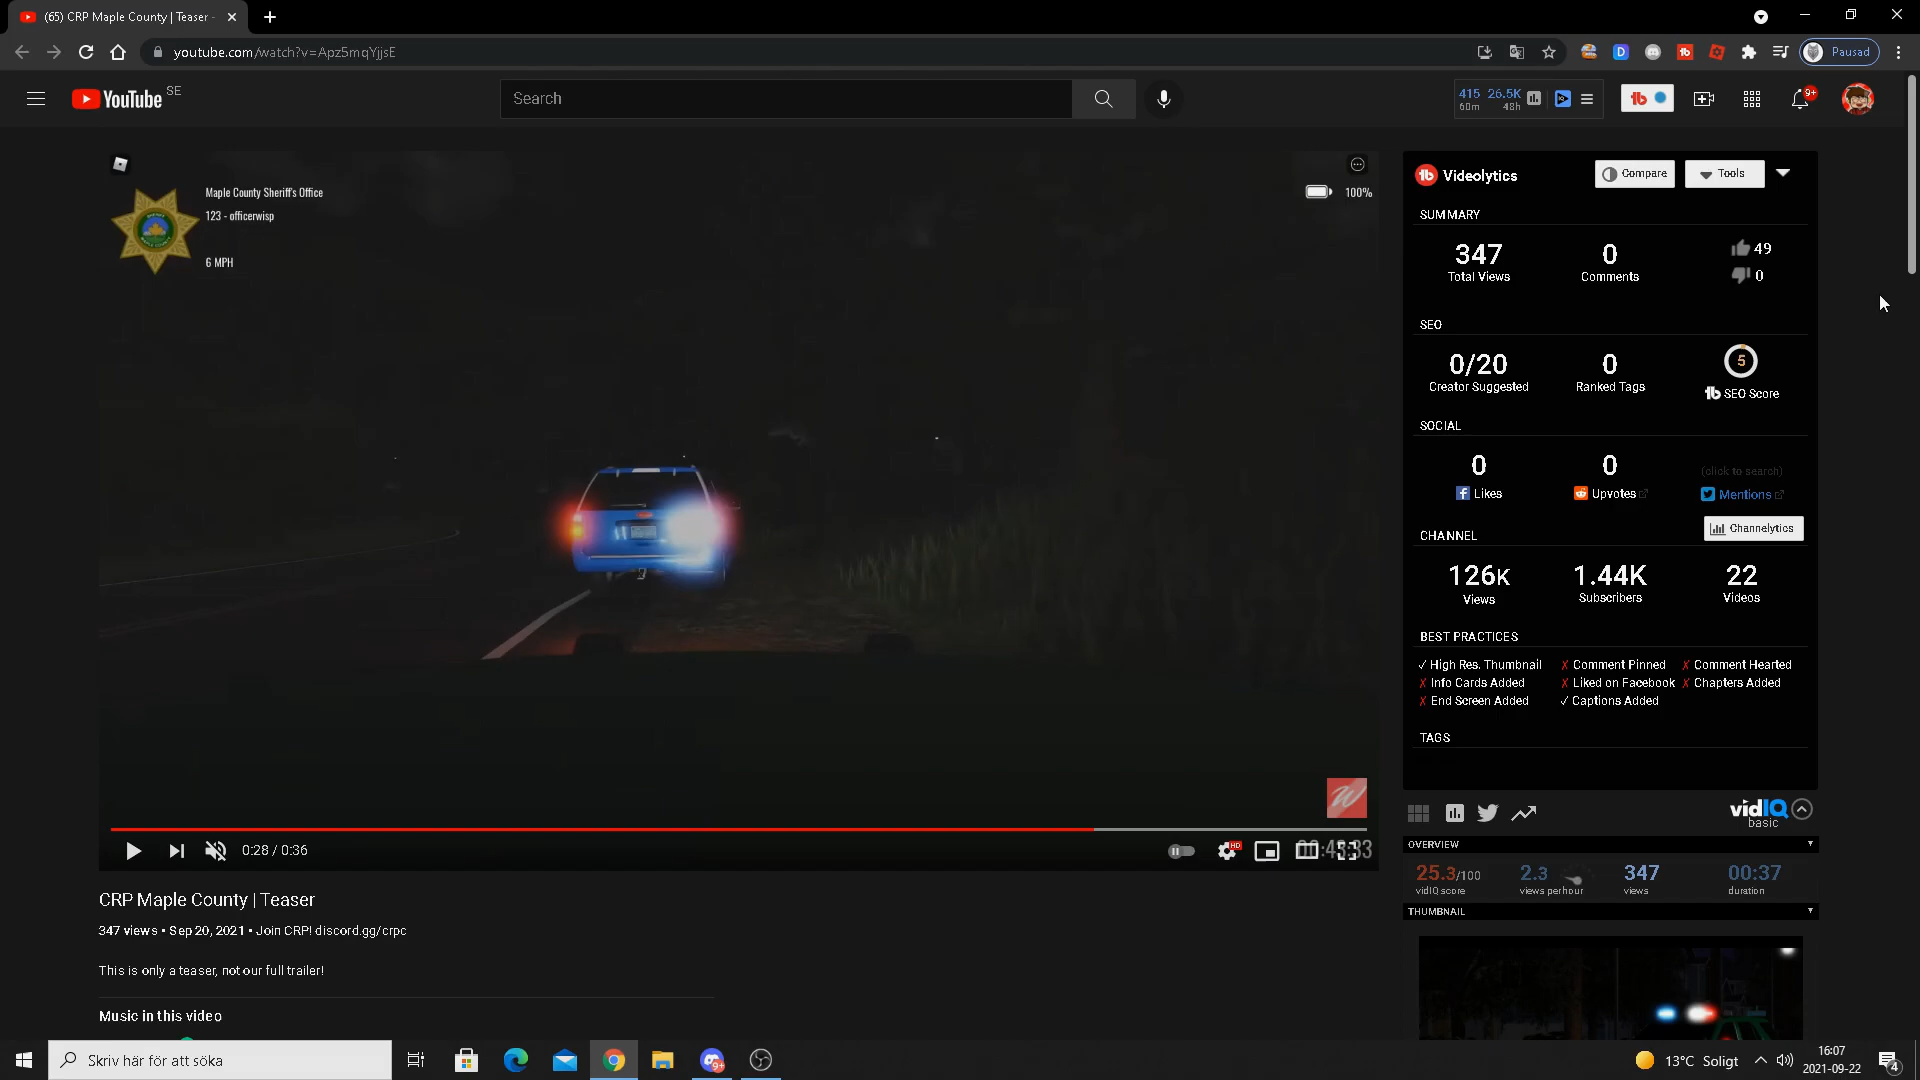 (65) CRP Maple County | Teaser -
youtube.com/watch?v=Apz5mqYjjsE
Pausad
YouTube SE
Search
415 26.5K
60m 48h
9+
Maple County Sheriff's Office
123 - officerwisp
6 MPH
100%
0:28 / 0:36
HD
CRP Maple County | Teaser
347 views • Sep 20, 2021 • Join CRP! discord.gg/crpc
This is only a teaser, not our full trailer!
Music in this video
Videolytics
Compare
Tools
SUMMARY
347 0 49
Total Views Comments 0
SEO
0/20 0 5
Creator Suggested Ranked Tags SEO Score
SOCIAL
0 0 (click to search)
Likes Upvotes Mentions
CHANNEL Channelytics
126K 1.44K 22
Views Subscribers Videos
BEST PRACTICES
✓ High Res. Thumbnail ✗ Comment Pinned ✗ Comment Hearted
✗ Info Cards Added ✗ Liked on Facebook ✗ Chapters Added
✗ End Screen Added ✓ Captions Added
TAGS
vidIQ
basic
OVERVIEW
25.3/100 2.3 347 00:37
vidIQ score views per hour views duration
THUMBNAIL
Skriv här för att söka
9+
13°C Soligt
16:07
2021-09-22
4